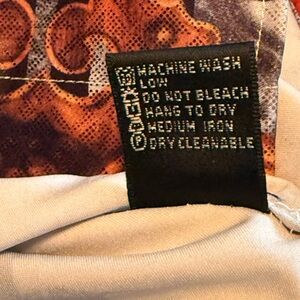 MACHINE WASH
LOW
DO NOT BLEACH
HANG TO DRY
MEDIUM IRON
DRY CLEANABLE